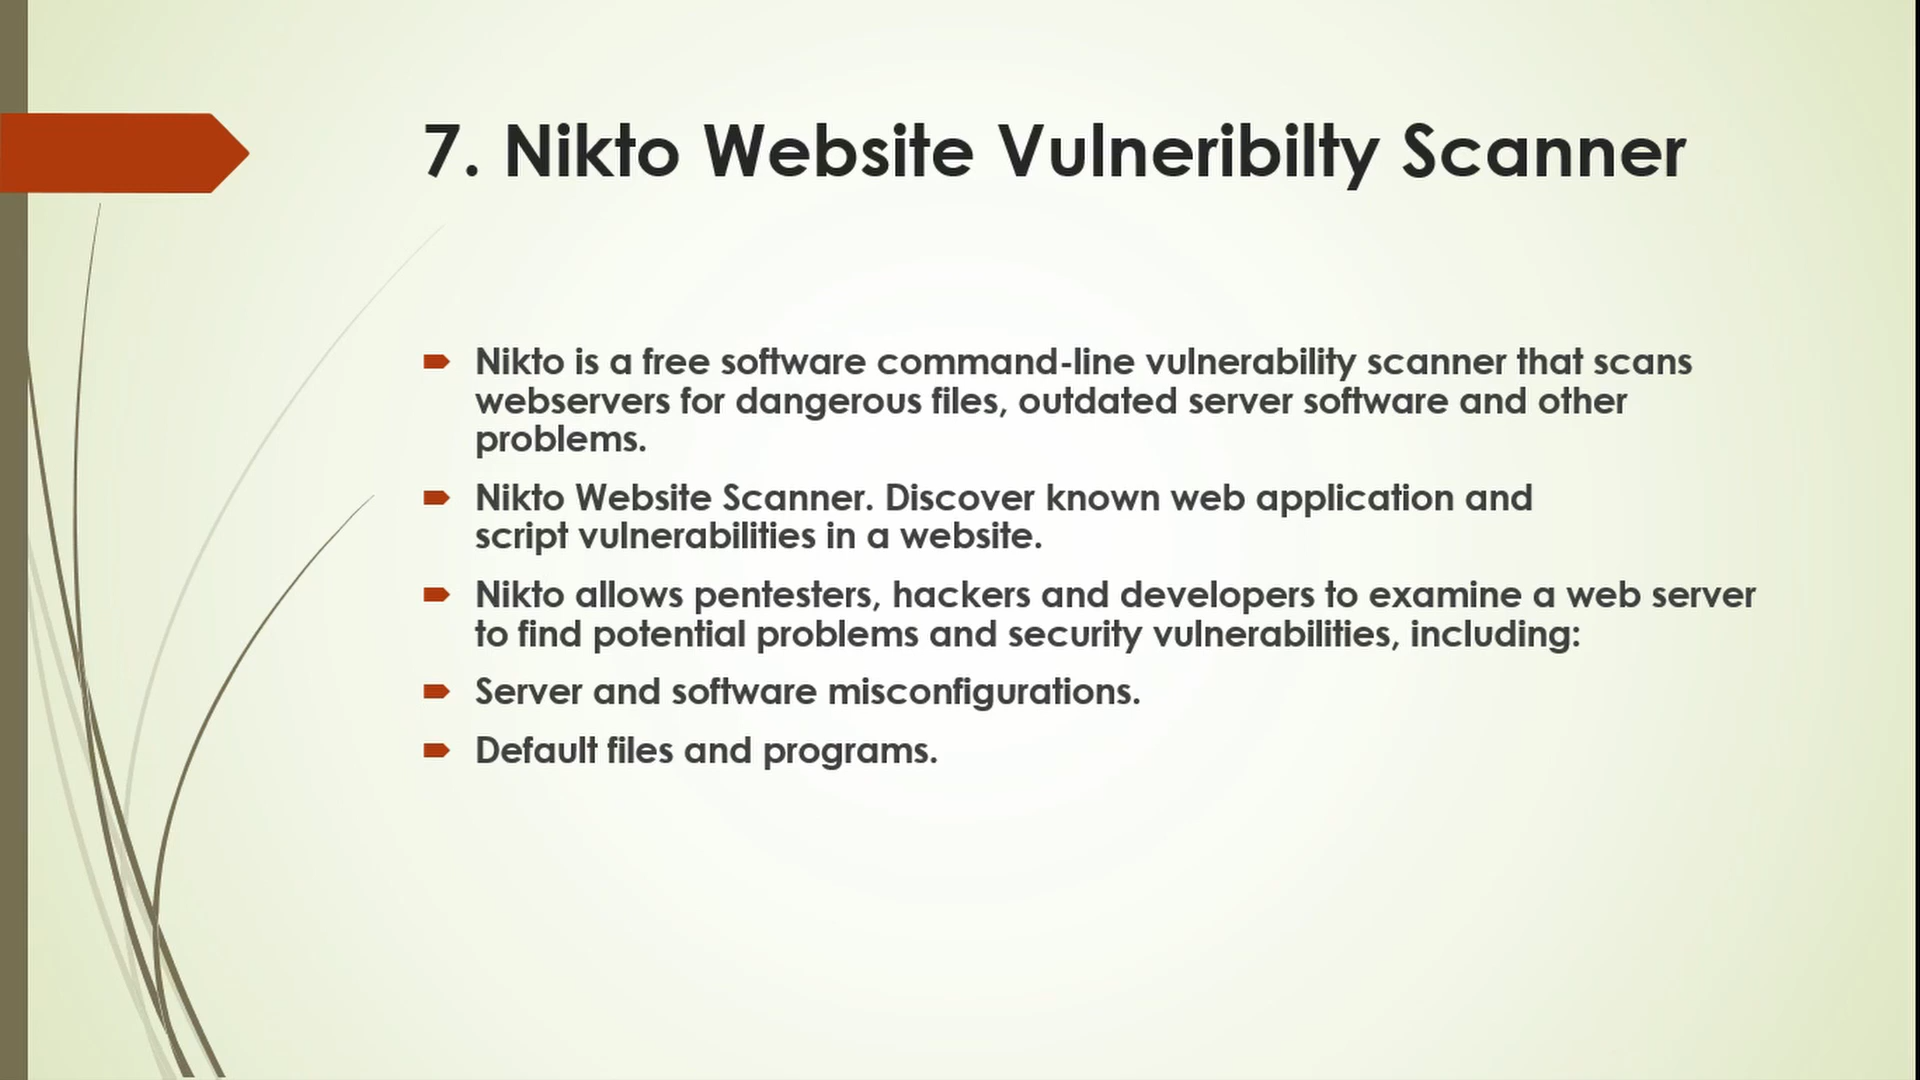 7. Nikto Website Vulneribilty Scanner
Nikto is a free software command-line vulnerability scanner that scans
webservers for dangerous files, outdated server software and other
problems.
Nikto Website Scanner. Discover known web application and
script vulnerabilities in a website.
Nikto allows pentesters, hackers and developers to examine a web server
to find potential problems and security vulnerabilities, including:
Server and software misconfigurations.
Default files and programs.